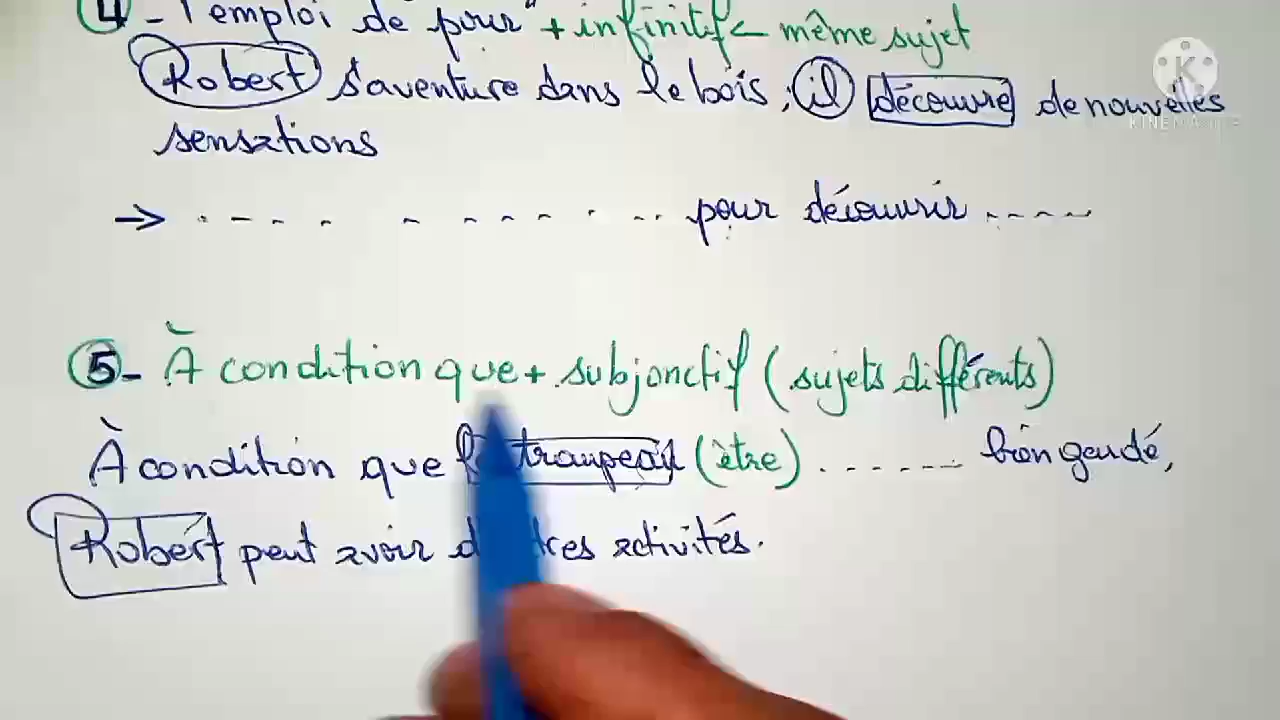 4 - l'emploi de pour" + infinitif < même sujet
Robert s'aventure dans le bois, il découvre de nouvelles
sensations
→ . - - - - - - - - . . . pour découvrir . . - - -
5 - À condition que + subjonctif (sujets différents)
À condition que troupeau (être) . . . . . . . . bien gardé,
Robert peut avoir activités.
K